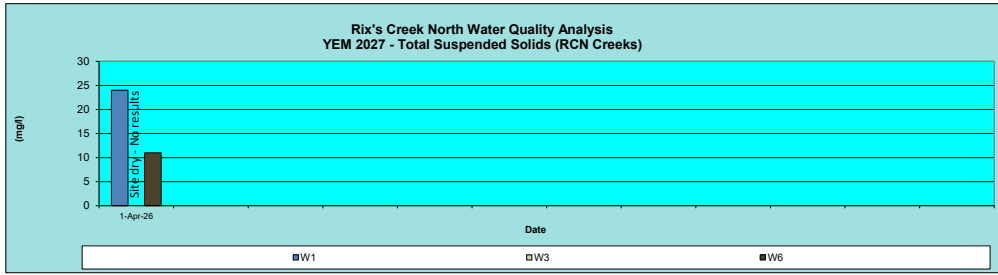 Rix's Creek North Water Quality Analysis
YEM 2027 - Total Suspended Solids (RCN Creeks)
(mg/l)
30
25
20
15
10
5
0
Site dry - No results
1-Apr-26
Date
W1
W3
W6